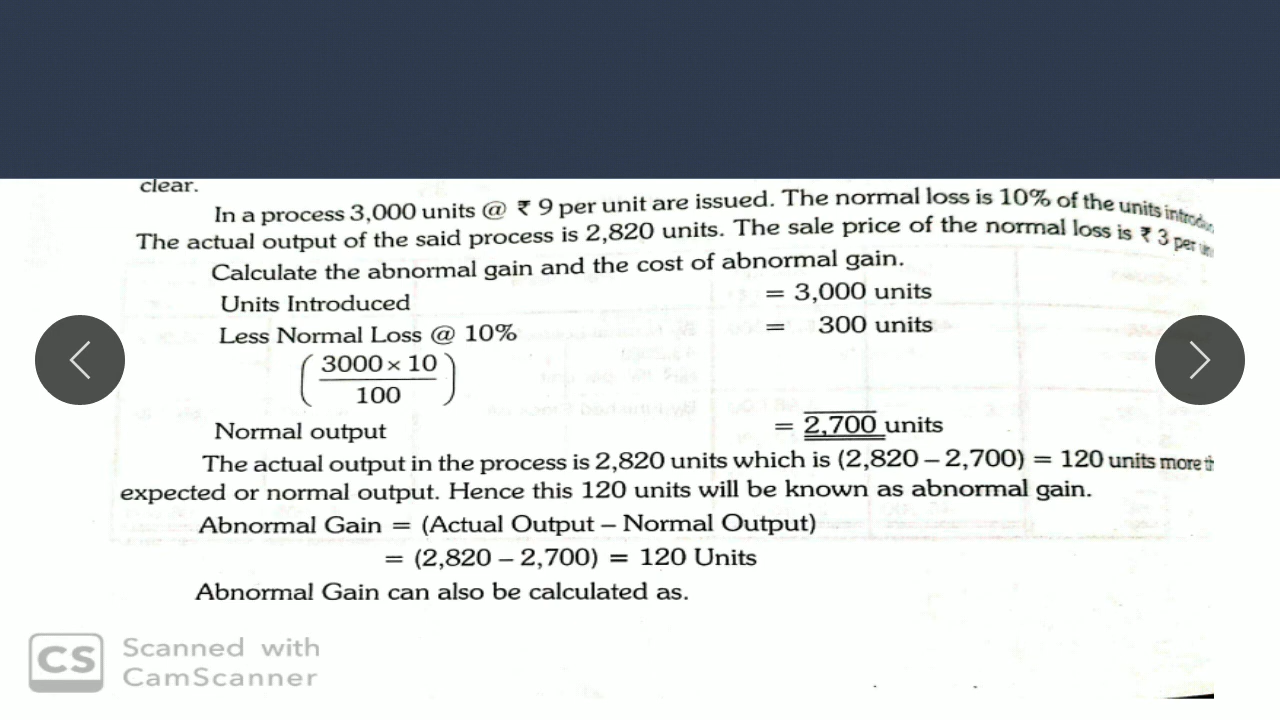 clear.
In a process 3,000 units @ ₹ 9 per unit are issued. The normal loss is 10% of the units
The actual output of the said process is 2,820 units. The sale price of the normal loss is ₹ 3 per
Calculate the abnormal gain and the cost of abnormal gain.
Units Introduced = 3,000 units
Less Normal Loss @ 10% = 300 units
( 3000 × 10
100 )
Normal output = 2,700 units
The actual output in the process is 2,820 units which is (2,820 – 2,700) = 120 units more
expected or normal output. Hence this 120 units will be known as abnormal gain.
Abnormal Gain = (Actual Output – Normal Output)
= (2,820 – 2,700) = 120 Units
Abnormal Gain can also be calculated as.
CS Scanned with
CamScanner